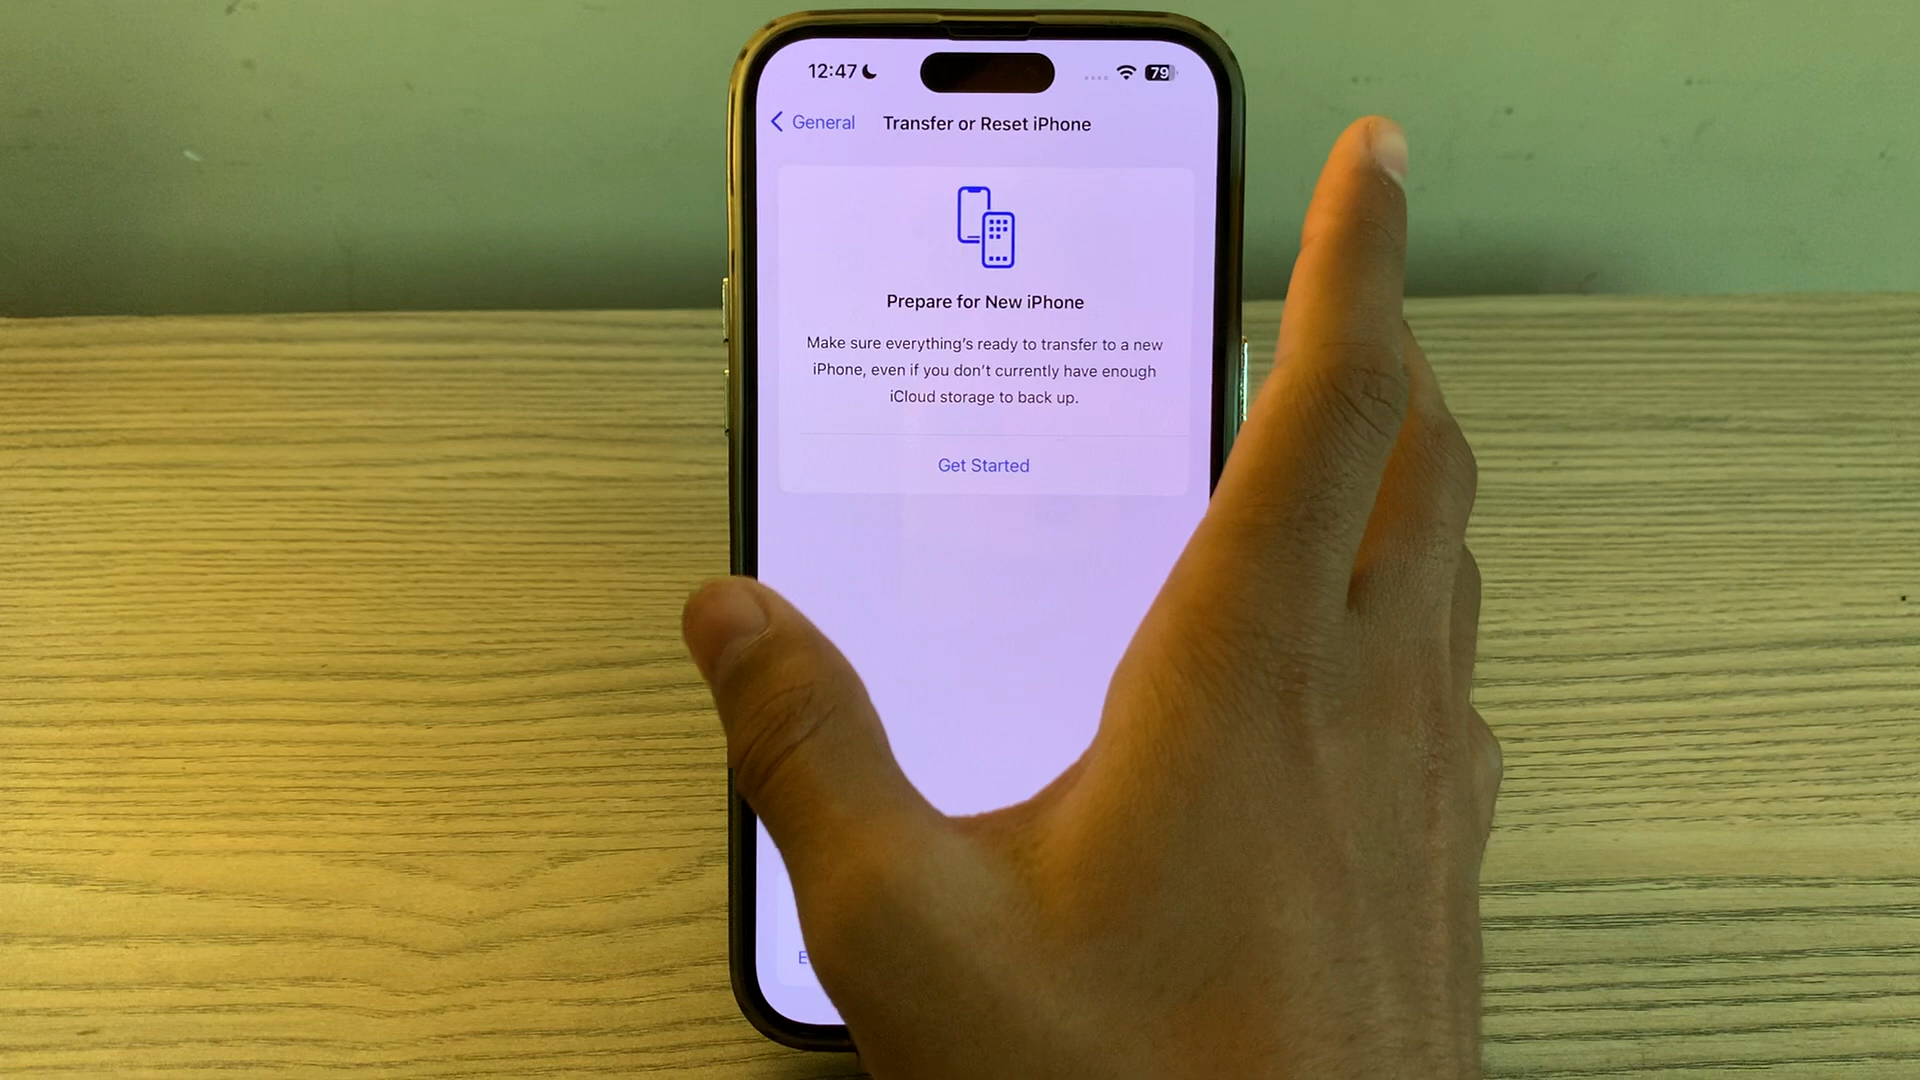 12:47
79
General
Transfer or Reset iPhone
Prepare for New iPhone
Make sure everything's ready to transfer to a new
iPhone, even if you don't currently have enough
iCloud storage to back up.
Get Started